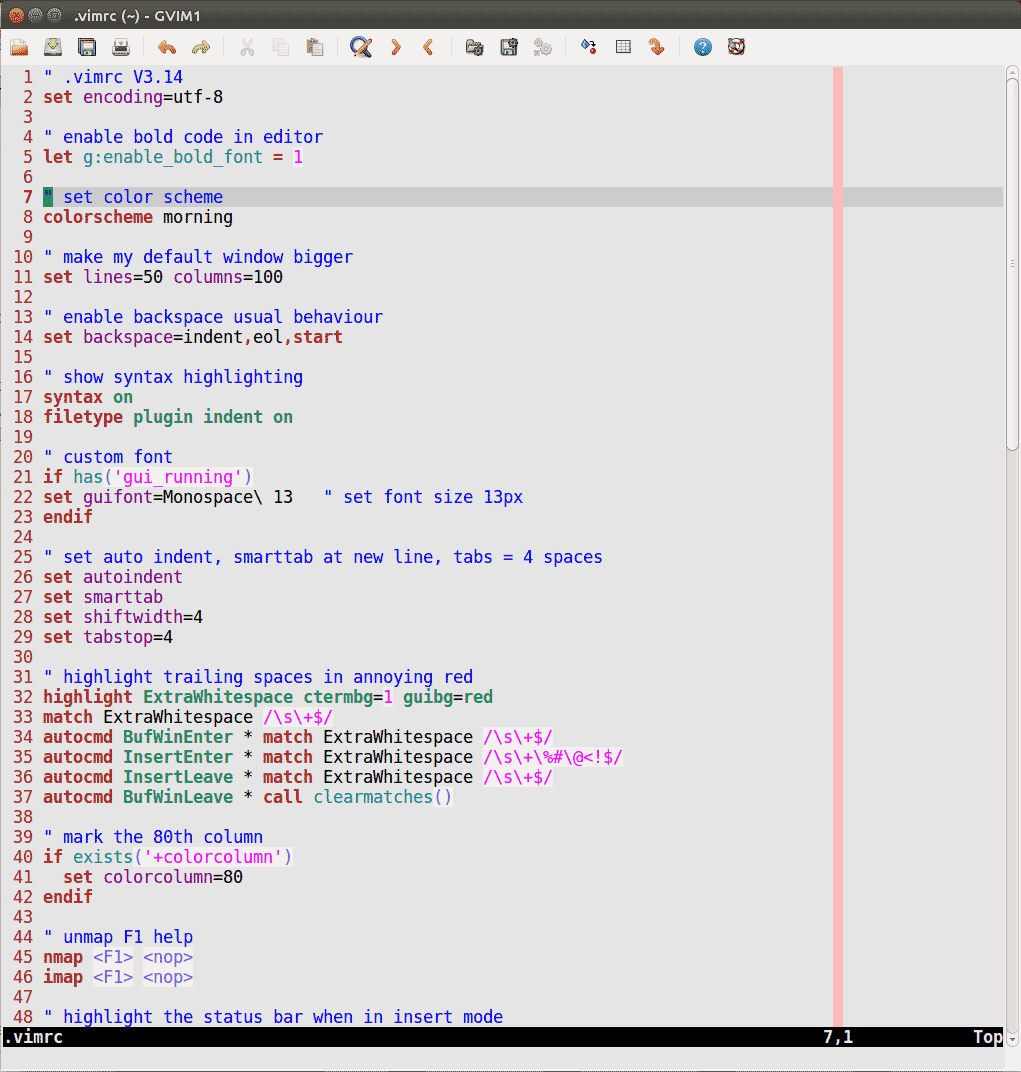 .vimrc (~) - GVIM1
1 " .vimrc V3.14
2 set encoding=utf-8
3
4 " enable bold code in editor
5 let g:enable_bold_font = 1
6
7 " set color scheme
8 colorscheme morning
9
10 " make my default window bigger
11 set lines=50 columns=100
12
13 " enable backspace usual behaviour
14 set backspace=indent,eol,start
15
16 " show syntax highlighting
17 syntax on
18 filetype plugin indent on
19
20 " custom font
21 if has('gui_running')
22 set guifont=Monospace\ 13   " set font size 13px
23 endif
24
25 " set auto indent, smarttab at new line, tabs = 4 spaces
26 set autoindent
27 set smarttab
28 set shiftwidth=4
29 set tabstop=4
30
31 " highlight trailing spaces in annoying red
32 highlight ExtraWhitespace ctermbg=1 guibg=red
33 match ExtraWhitespace /\s\+$/
34 autocmd BufWinEnter * match ExtraWhitespace /\s\+$/
35 autocmd InsertEnter * match ExtraWhitespace /\s\+\%#\@<!$/
36 autocmd InsertLeave * match ExtraWhitespace /\s\+$/
37 autocmd BufWinLeave * call clearmatches()
38
39 " mark the 80th column
40 if exists('+colorcolumn')
41   set colorcolumn=80
42 endif
43
44 " unmap F1 help
45 nmap <F1> <nop>
46 imap <F1> <nop>
47
48 " highlight the status bar when in insert mode
.vimrc 7,1 Top